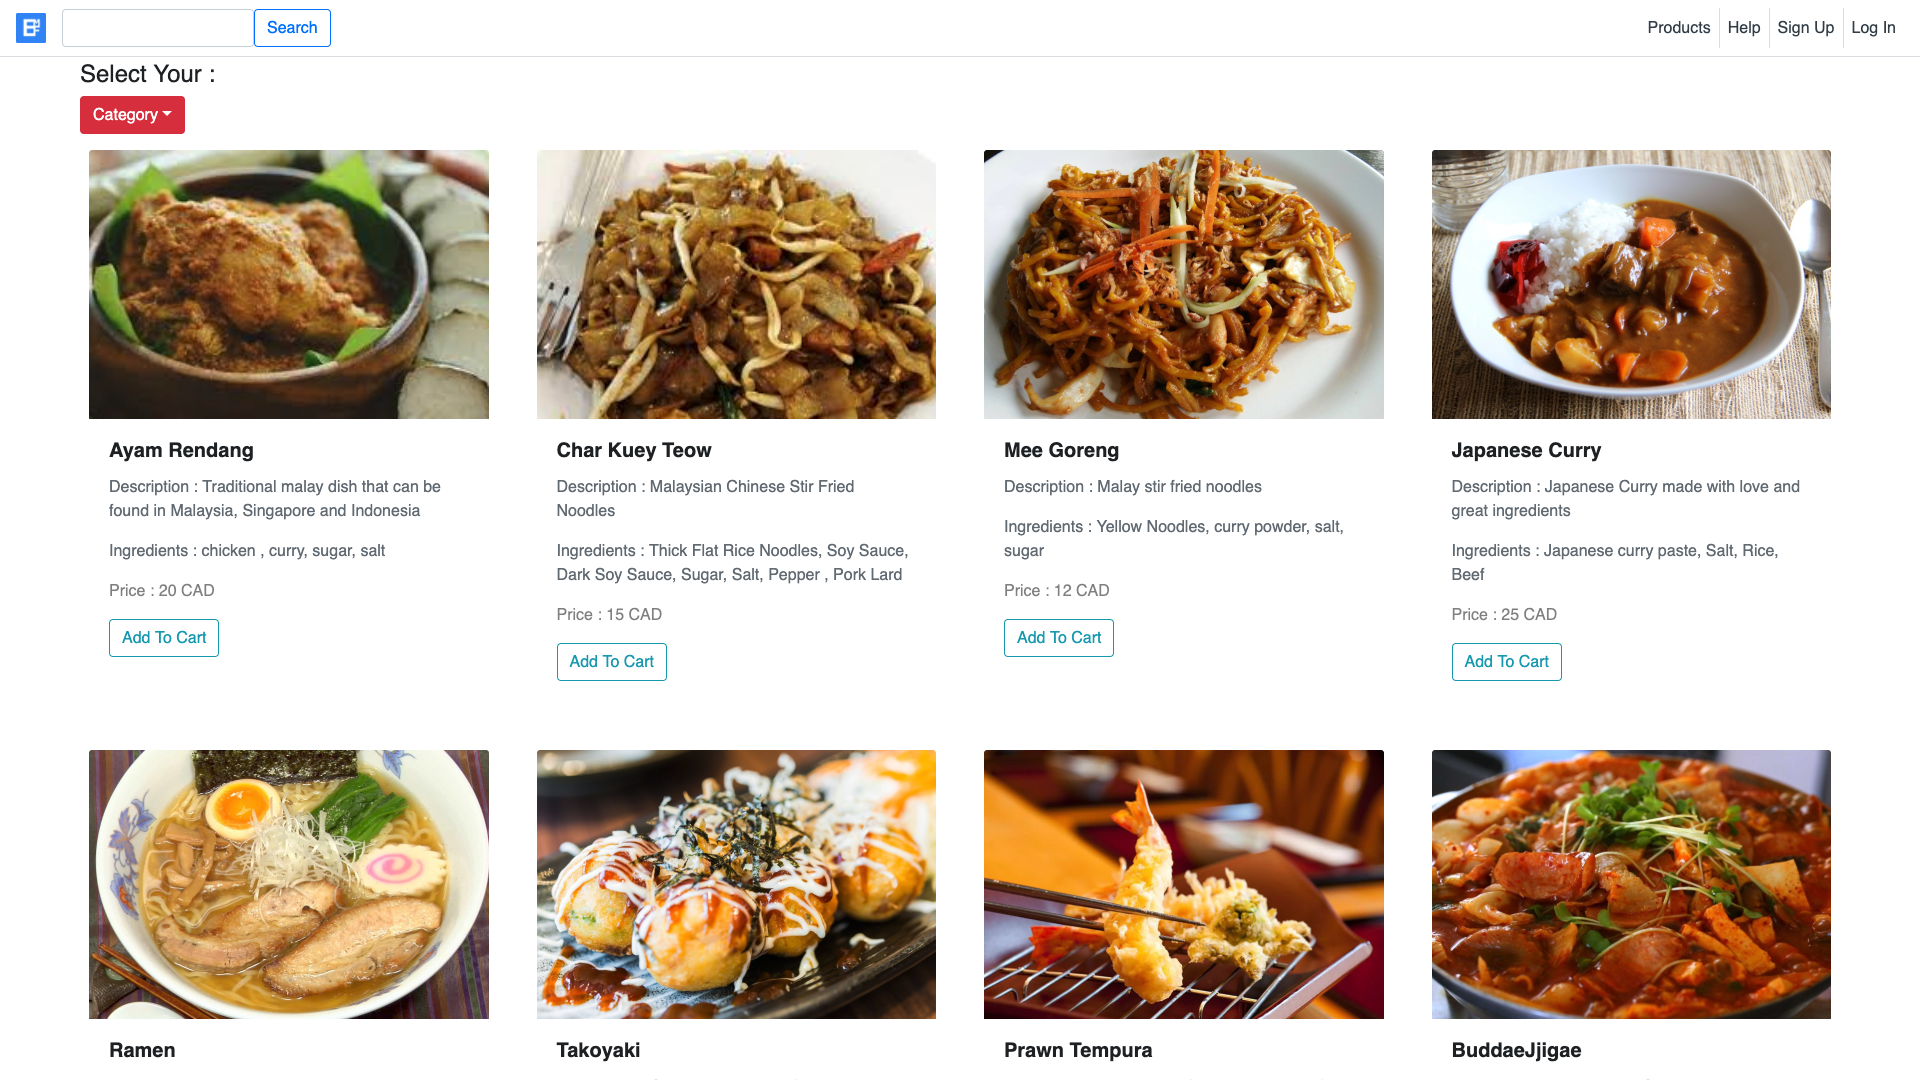 Search
Products
Help
Sign Up
Log In
Select Your :
Category
Ayam Rendang
Description : Traditional malay dish that can be
found in Malaysia, Singapore and Indonesia
Ingredients : chicken , curry, sugar, salt
Price : 20 CAD
Add To Cart
Char Kuey Teow
Description : Malaysian Chinese Stir Fried
Noodles
Ingredients : Thick Flat Rice Noodles, Soy Sauce,
Dark Soy Sauce, Sugar, Salt, Pepper , Pork Lard
Price : 15 CAD
Add To Cart
Mee Goreng
Description : Malay stir fried noodles
Ingredients : Yellow Noodles, curry powder, salt,
sugar
Price : 12 CAD
Add To Cart
Japanese Curry
Description : Japanese Curry made with love and
great ingredients
Ingredients : Japanese curry paste, Salt, Rice,
Beef
Price : 25 CAD
Add To Cart
Ramen
Takoyaki
Prawn Tempura
BuddaeJjigae